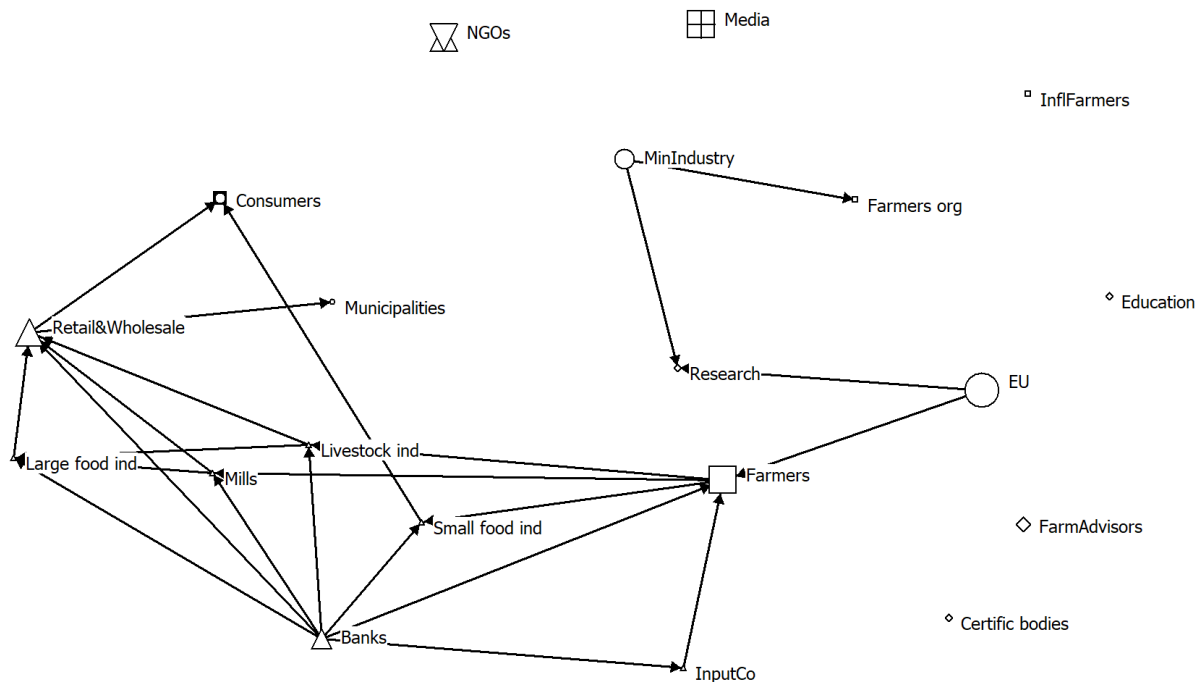 NGOs
Media
InflFarmers
MinIndustry
Consumers
Farmers org
Municipalities
Education
Retail&Wholesale
Research
EU
Livestock ind
Large food ind
Mills
Farmers
Small food ind
FarmAdvisors
Certific bodies
Banks
InputCo